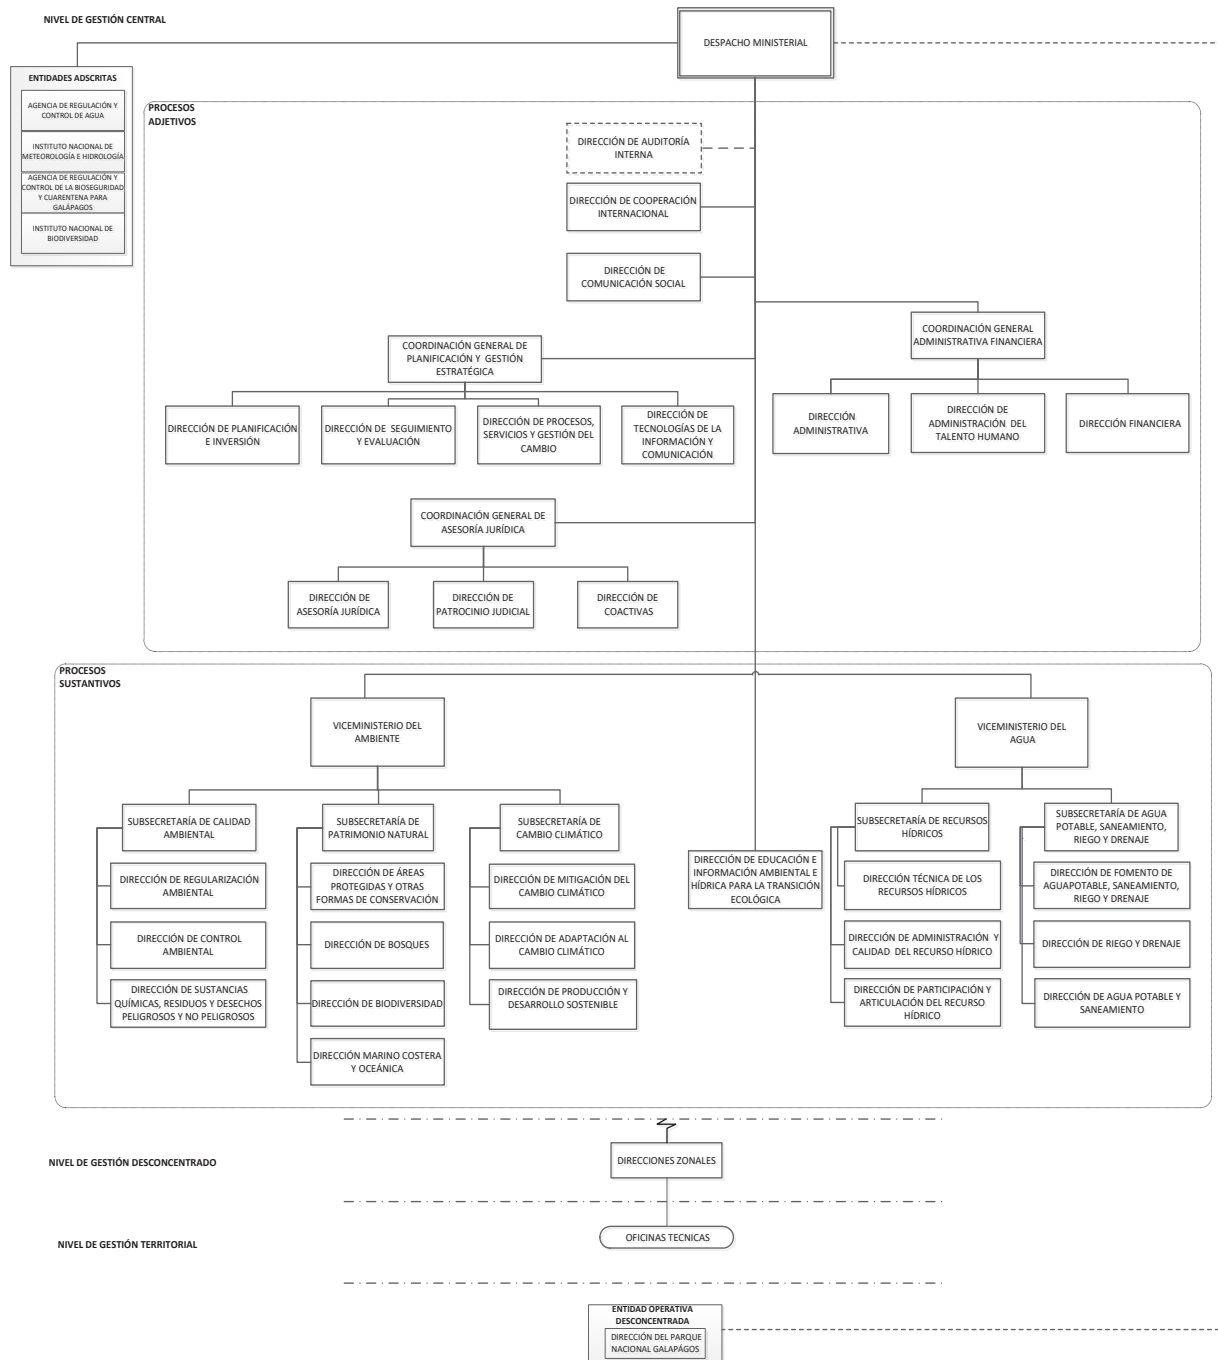 NIVEL DE GESTIÓN CENTRAL
DESPACHO MINISTERIAL
ENTIDADES ADSCRITAS
AGENCIA DE REGULACIÓN Y
CONTROL DE AGUA
INSTITUTO NACIONAL DE
METEOROLOGÍA E HIDROLOGÍA
AGENCIA DE REGULACIÓN Y
CONTROL DE LA BIOSEGURIDAD
Y CUARENTENA PARA
GALÁPAGOS
INSTITUTO NACIONAL DE
BIODIVERSIDAD
PROCESOS
ADJETIVOS
DIRECCIÓN DE AUDITORÍA
INTERNA
DIRECCIÓN DE COOPERACIÓN
INTERNACIONAL
DIRECCIÓN DE
COMUNICACIÓN SOCIAL
COORDINACIÓN GENERAL
ADMINISTRATIVA FINANCIERA
COORDINACIÓN GENERAL DE
PLANIFICACIÓN Y GESTIÓN
ESTRATÉGICA
DIRECCIÓN DE PLANIFICACIÓN
E INVERSIÓN
DIRECCIÓN DE SEGUIMIENTO
Y EVALUACIÓN
DIRECCIÓN DE PROCESOS,
SERVICIOS Y GESTIÓN DEL
CAMBIO
DIRECCIÓN DE
TECNOLOGÍAS DE LA
INFORMACIÓN Y
COMUNICACIÓN
DIRECCIÓN
ADMINISTRATIVA
DIRECCIÓN DE
ADMINISTRACIÓN DEL
TALENTO HUMANO
DIRECCIÓN FINANCIERA
COORDINACIÓN GENERAL DE
ASESORÍA JURÍDICA
DIRECCIÓN DE
ASESORÍA JURÍDICA
DIRECCIÓN DE
PATROCINIO JUDICIAL
DIRECCIÓN DE
COACTIVAS
PROCESOS
SUSTANTIVOS
VICEMINISTERIO DEL
AMBIENTE
VICEMINISTERIO DEL
AGUA
SUBSECRETARÍA DE CALIDAD
AMBIENTAL
DIRECCIÓN DE REGULARIZACIÓN
AMBIENTAL
DIRECCIÓN DE CONTROL
AMBIENTAL
DIRECCIÓN DE SUSTANCIAS
QUÍMICAS, RESIDUOS Y DESECHOS
PELIGROSOS Y NO PELIGROSOS
SUBSECRETARÍA DE
PATRIMONIO NATURAL
DIRECCIÓN DE ÁREAS
PROTEGIDAS Y OTRAS
FORMAS DE CONSERVACIÓN
DIRECCIÓN DE BOSQUES
DIRECCIÓN DE BIODIVERSIDAD
DIRECCIÓN MARINO COSTERA
Y OCEÁNICA
SUBSECRETARÍA DE
CAMBIO CLIMÁTICO
DIRECCIÓN DE MITIGACIÓN DEL
CAMBIO CLIMÁTICO
DIRECCIÓN DE ADAPTACIÓN AL
CAMBIO CLIMÁTICO
DIRECCIÓN DE PRODUCCIÓN Y
DESARROLLO SOSTENIBLE
DIRECCIÓN DE EDUCACIÓN E
INFORMACIÓN AMBIENTAL E
HÍDRICA PARA LA TRANSICIÓN
ECOLÓGICA
SUBSECRETARÍA DE RECURSOS
HÍDRICOS
DIRECCIÓN TÉCNICA DE LOS
RECURSOS HÍDRICOS
DIRECCIÓN DE ADMINISTRACIÓN Y
CALIDAD DEL RECURSO HÍDRICO
DIRECCIÓN DE PARTICIPACIÓN Y
ARTICULACIÓN DEL RECURSO
HÍDRICO
SUBSECRETARÍA DE AGUA
POTABLE, SANEAMIENTO,
RIEGO Y DRENAJE
DIRECCIÓN DE FOMENTO DE
AGUAPOTABLE, SANEAMIENTO,
RIEGO Y DRENAJE
DIRECCIÓN DE RIEGO Y DRENAJE
DIRECCIÓN DE AGUA POTABLE Y
SANEAMIENTO
NIVEL DE GESTIÓN DESCONCENTRADO
DIRECCIONES ZONALES
NIVEL DE GESTIÓN TERRITORIAL
OFICINAS TECNICAS
ENTIDAD OPERATIVA
DESCONCENTRADA
DIRECCIÓN DEL PARQUE
NACIONAL GALAPÁGOS